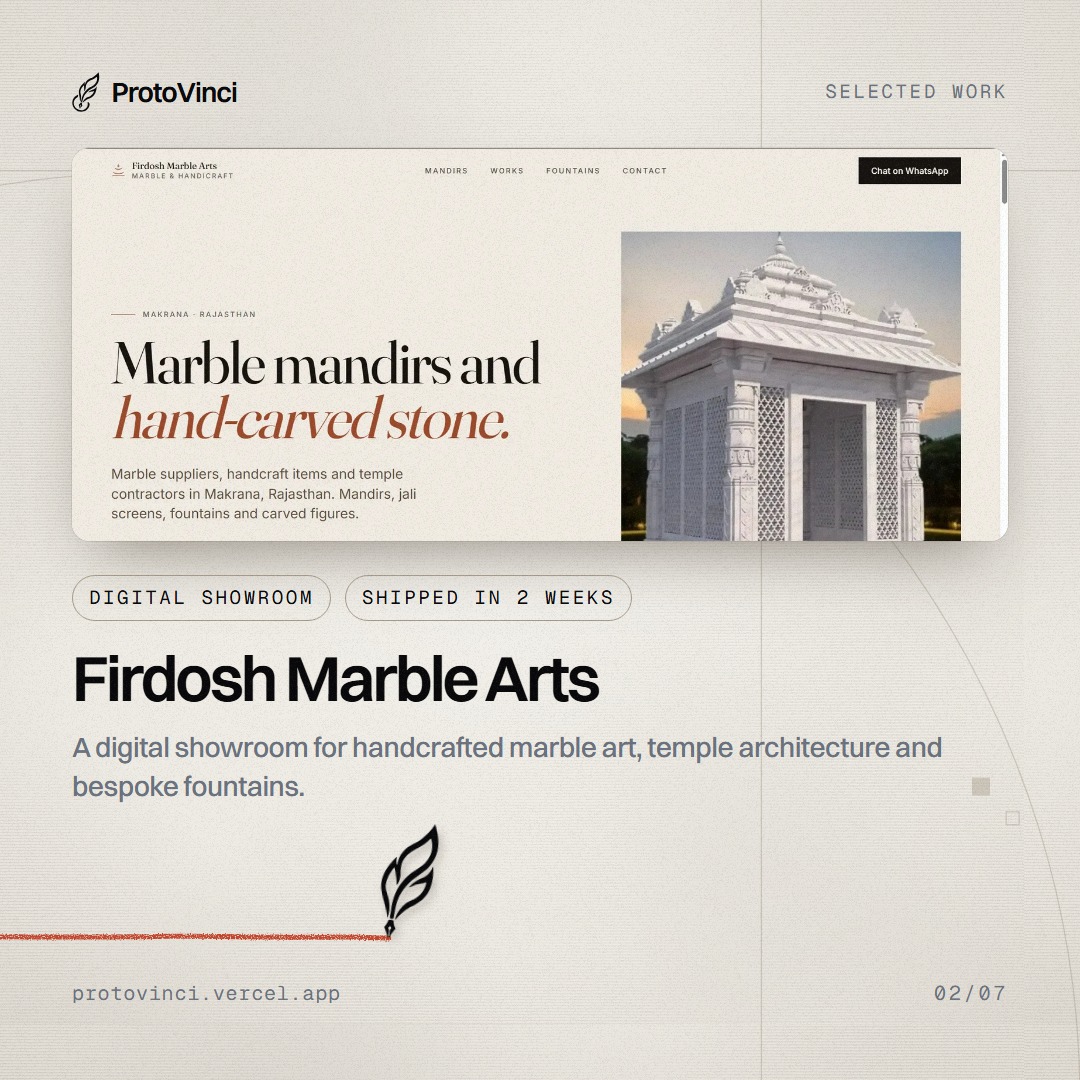 ProtoVinci
SELECTED WORK
Firdosh Marble Arts
MARBLE & HANDICRAFT
MANDIRS WORKS FOUNTAINS CONTACT
Chat on WhatsApp
MAKRANA · RAJASTHAN
Marble mandirs and
hand-carved stone.
Marble suppliers, handcraft items and temple
contractors in Makrana, Rajasthan. Mandirs, jali
screens, fountains and carved figures.
DIGITAL SHOWROOM
SHIPPED IN 2 WEEKS
Firdosh Marble Arts
A digital showroom for handcrafted marble art, temple architecture and
bespoke fountains.
protovinci.vercel.app
02/07